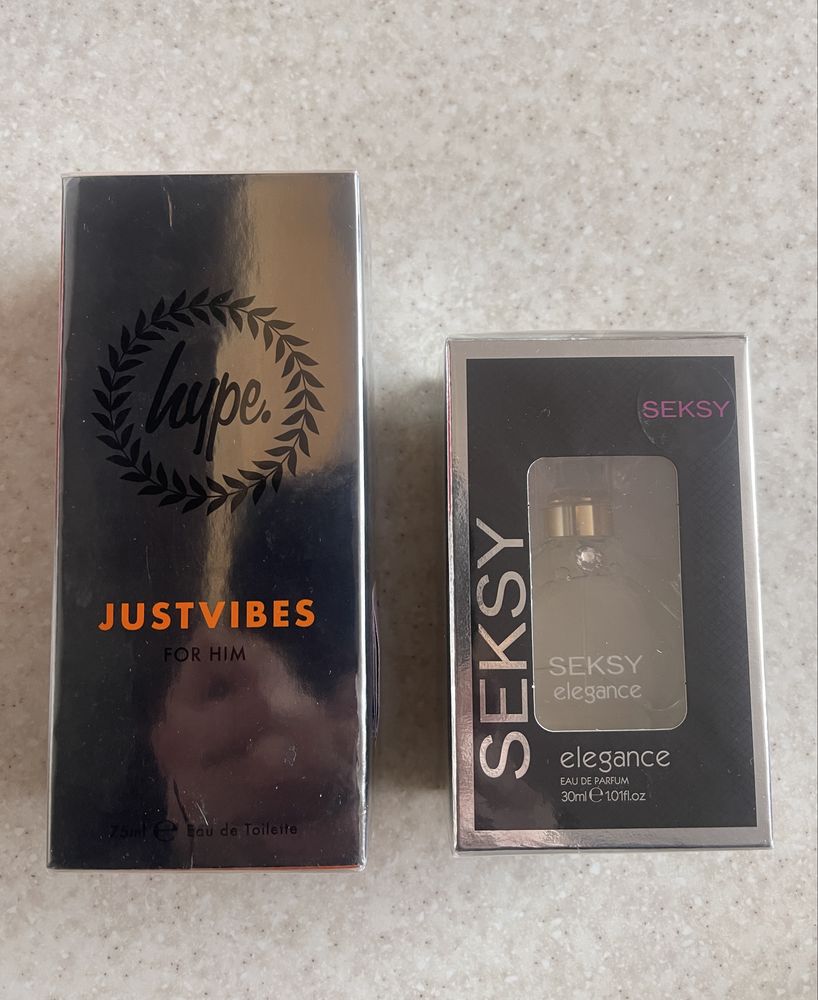 hype.
JUSTVIBES
FOR HIM
75ml e Eau de Toilette
SEKSY
SEKSY
SEKSY
elegance
elegance
EAU DE PARFUM
30ml e 1.01fl.oz